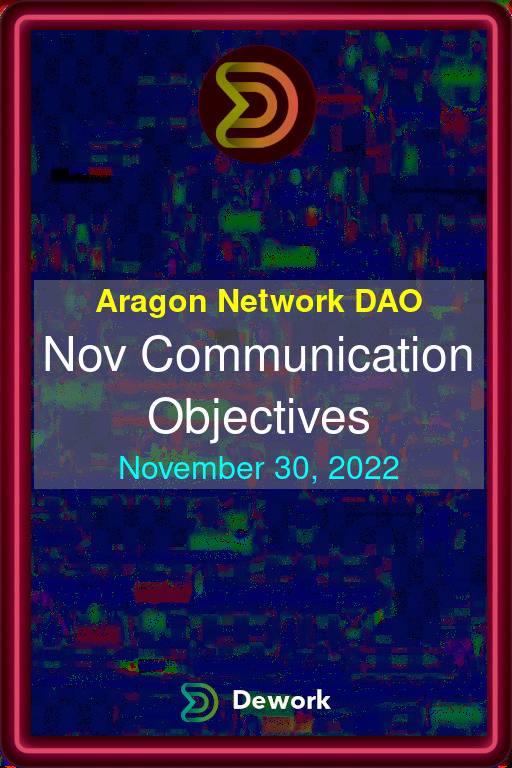 Aragon Network DAO
Nov Communication
Objectives
November 30, 2022
Dework